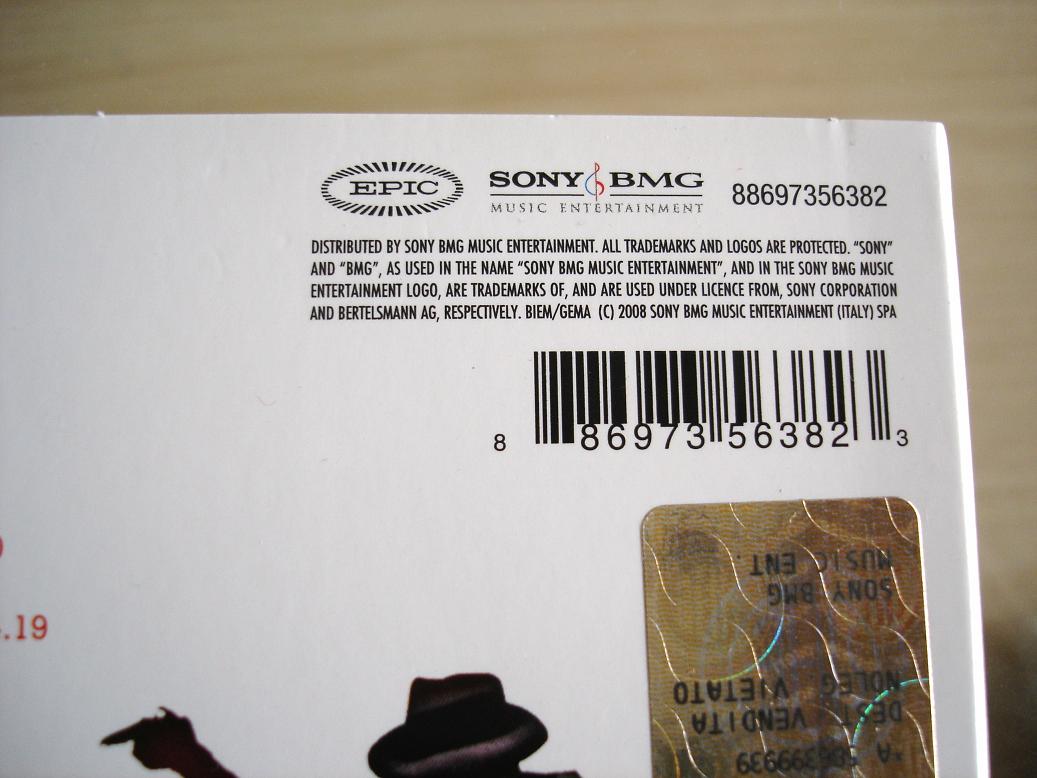 EPIC
SONY BMG
MUSIC ENTERTAINMENT
88697356382
DISTRIBUTED BY SONY BMG MUSIC ENTERTAINMENT. ALL TRADEMARKS AND LOGOS ARE PROTECTED. “SONY”
AND “BMG”, AS USED IN THE NAME “SONY BMG MUSIC ENTERTAINMENT”, AND IN THE SONY BMG MUSIC
ENTERTAINMENT LOGO, ARE TRADEMARKS OF, AND ARE USED UNDER LICENCE FROM, SONY CORPORATION
AND BERTELSMANN AG, RESPECTIVELY. BIEM/GEMA (C) 2008 SONY BMG MUSIC ENTERTAINMENT (ITALY) SPA
8 86973 56382 3
.19
*A
DEST. VENDITA
NOLEG. VIETATO
SONY BMG
MUSIC ENT.